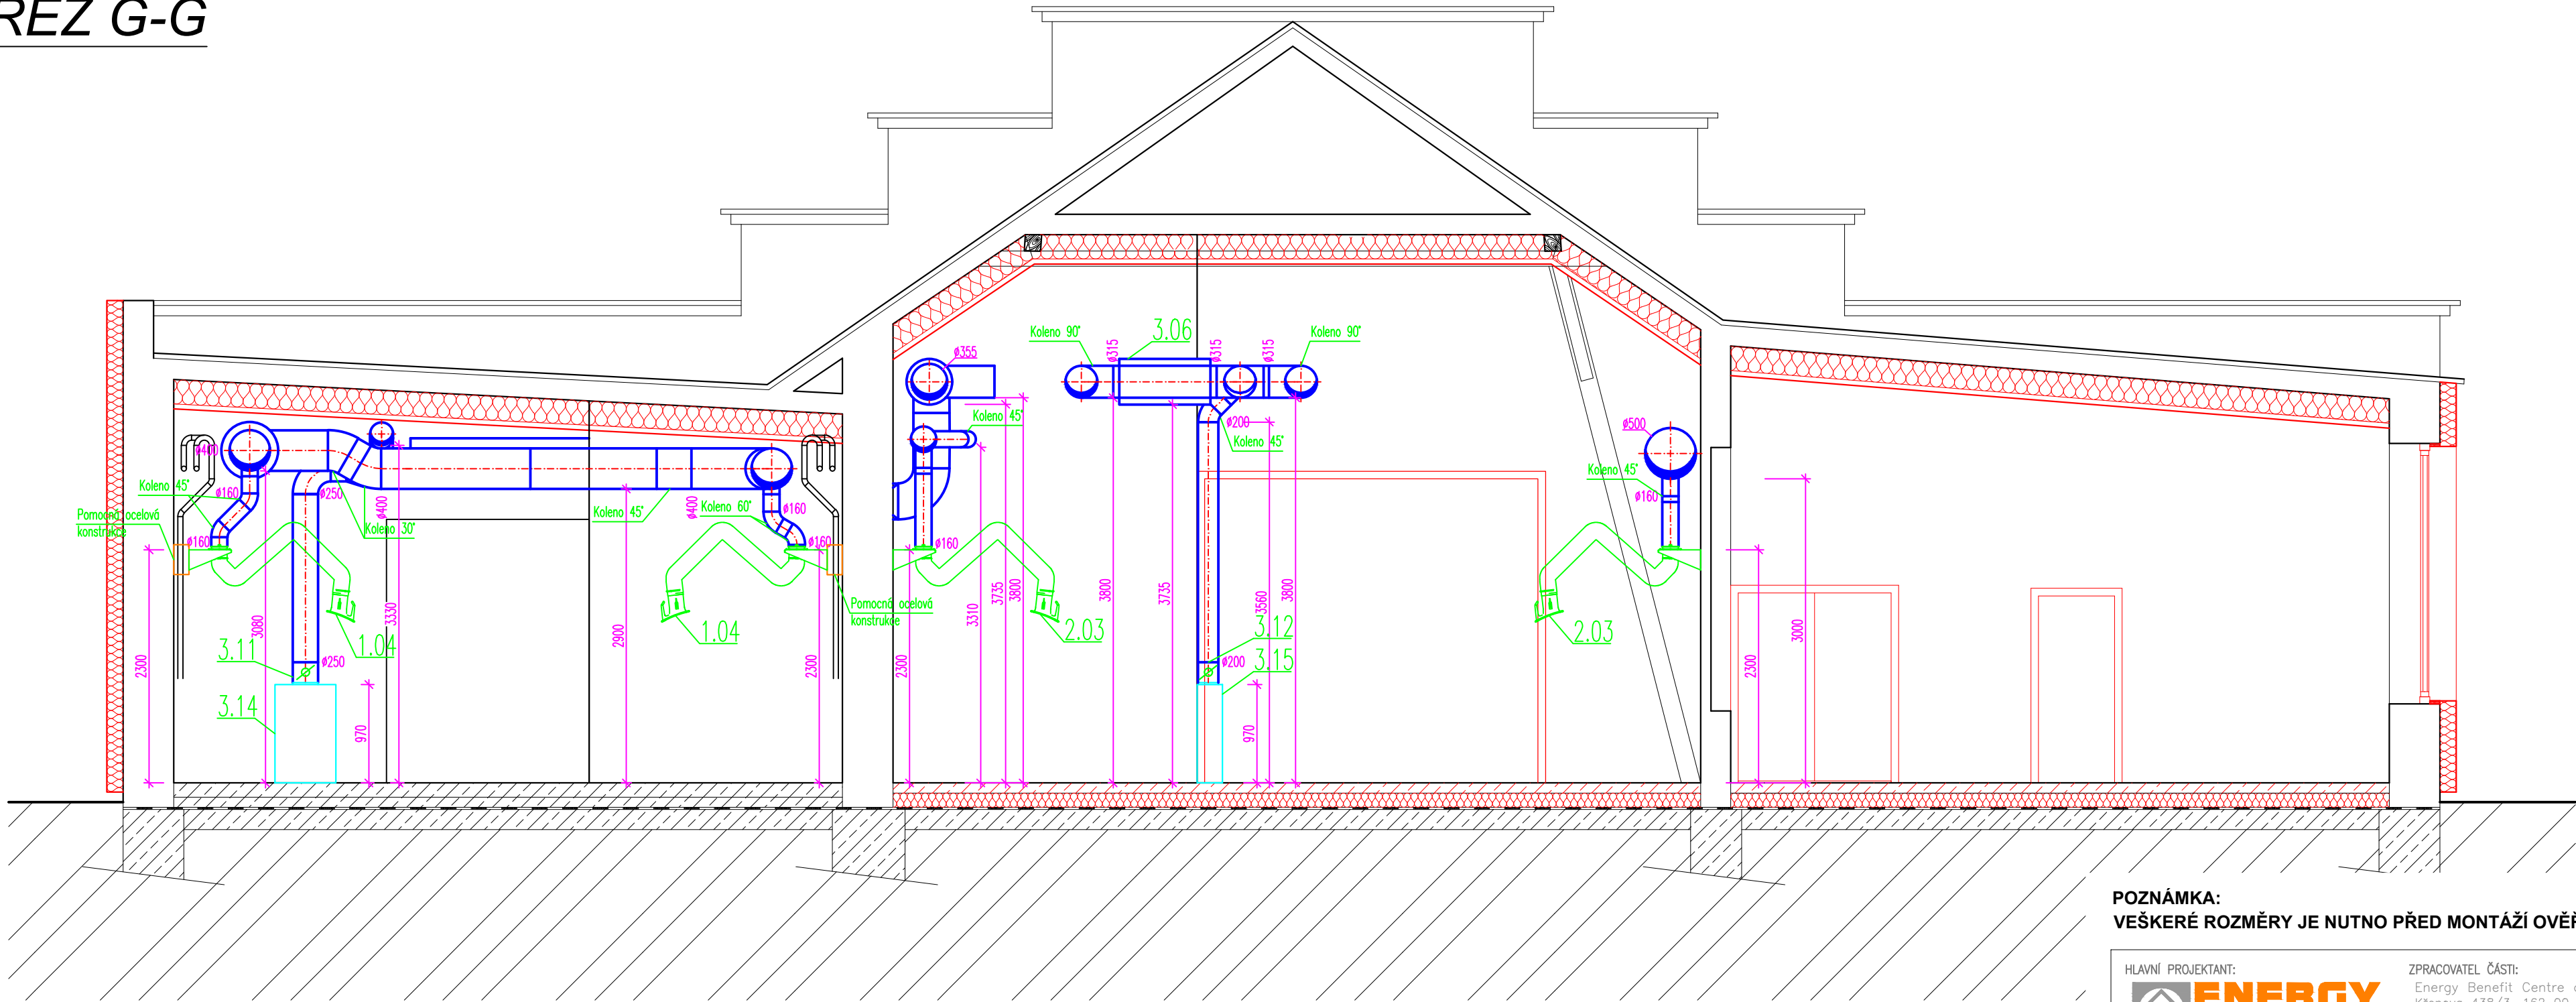 ŘEZ G-G
ø355
Koleno 90°
3.06
ø315
ø315
ø315
Koleno 90°
Koleno 45°
ø200
Koleno 45°
ø500
Koleno 45°
ø160
ø400
Koleno 45°
ø160
ø250
ø400
Koleno 30°
Koleno 45°
ø400
Koleno 60°
ø160
Pomocná ocelová
konstrukce
ø160
ø160
ø160
Pomocná ocelová
konstrukce
2300
3080
3.11
ø250
1.04
3330
3.14
970
2900
1.04
2300
2300
3310
3735
3800
2.03
3800
3735
ø200
3.12
3.15
970
3560
3800
2.03
2300
3000
POZNÁMKA:
VEŠKERÉ ROZMĚRY JE NUTNO PŘED MONTÁŽÍ
HLAVNÍ PROJEKTANT:
ZPRACOVATEL ČÁSTI:
ENERGY
Energy Benefit Centre